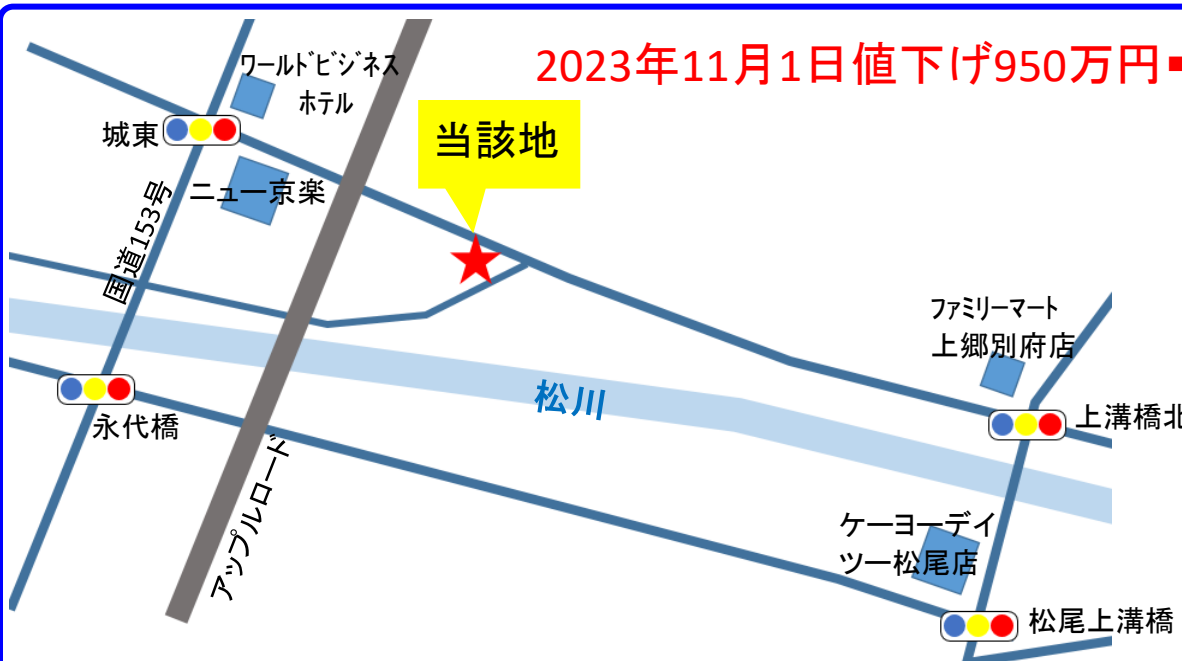 2023年11月1日値下げ950万円
ワールドビジネス
ホテル
城東
当該地
ニュー京楽
国道153号
ファミリーマート
上郷別府店
松川
上溝橋北
永代橋
アップルロード
ケーヨーデイ
ツー松尾店
松尾上溝橋